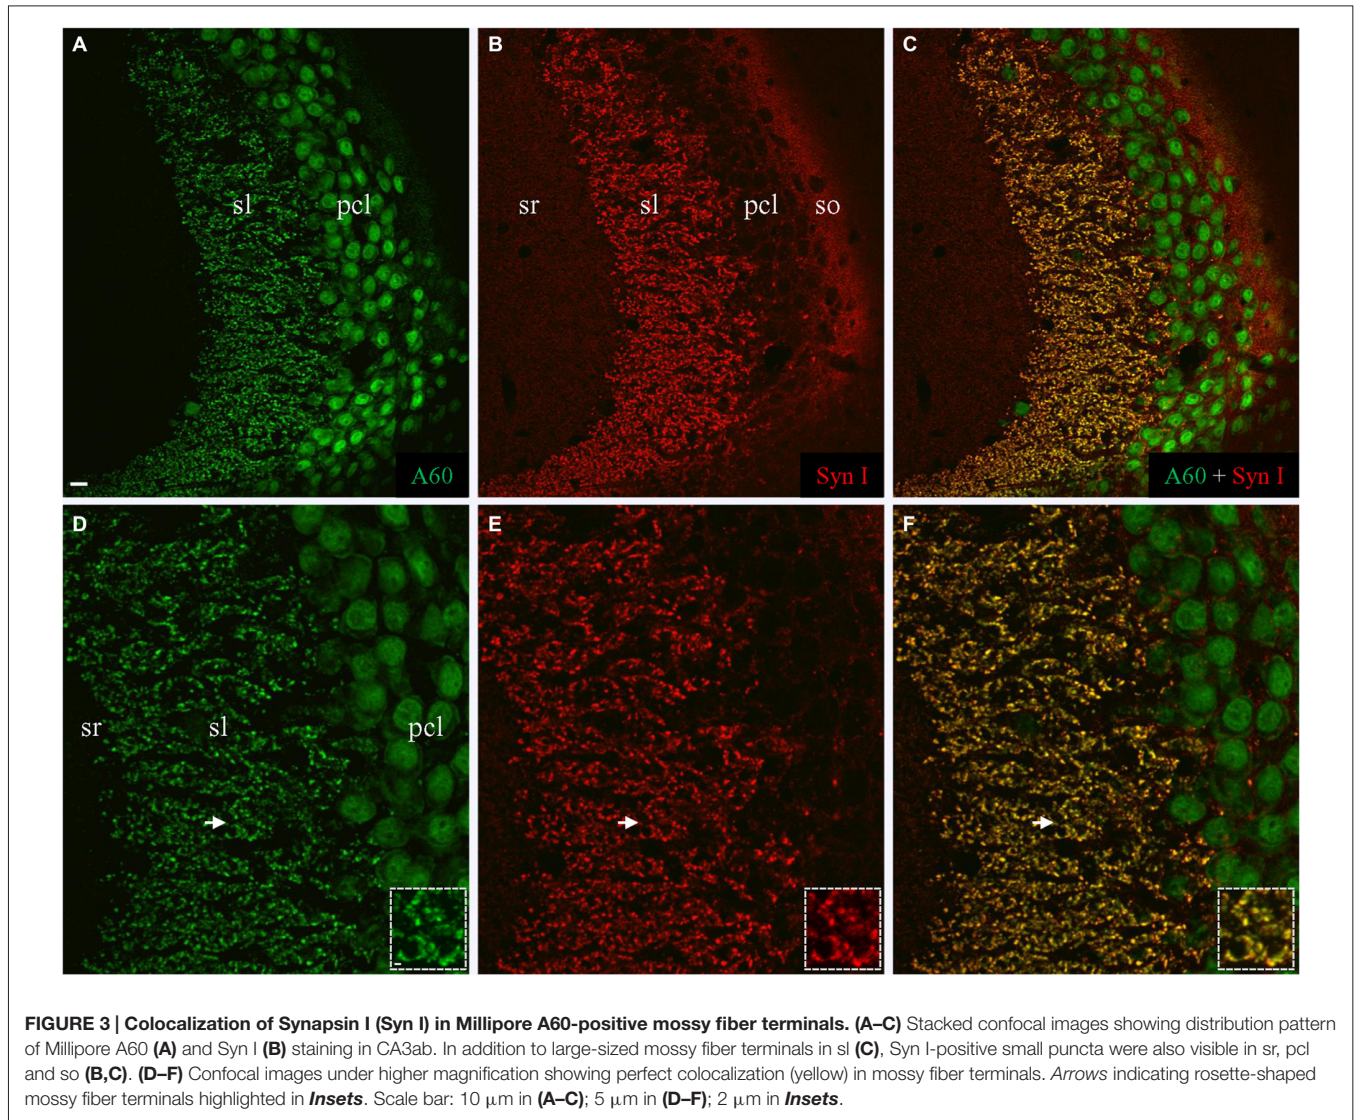 A
B
C
sl
pcl
sr
sl
pcl
so
A60
Syn I
A60 + Syn I
D
E
F
sr
sl
pcl
FIGURE 3 | Colocalization of Synapsin I (Syn I) in Millipore A60-positive mossy fiber terminals. (A–C) Stacked confocal images showing distribution pattern
of Millipore A60 (A) and Syn I (B) staining in CA3ab. In addition to large-sized mossy fiber terminals in sl (C), Syn I-positive small puncta were also visible in sr, pcl
and so (B,C). (D–F) Confocal images under higher magnification showing perfect colocalization (yellow) in mossy fiber terminals. Arrows indicating rosette-shaped
mossy fiber terminals highlighted in Insets. Scale bar: 10 μm in (A–C); 5 μm in (D–F); 2 μm in Insets.